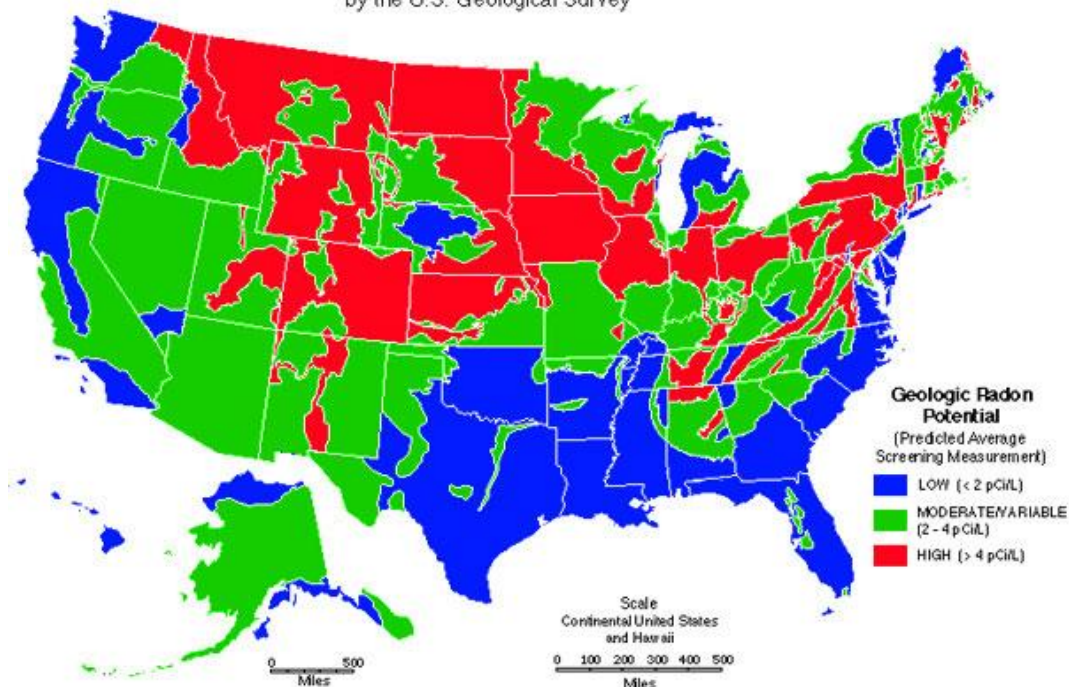 by the U.S. Geological Survey
Geologic Radon
Potential
(Predicted Average
Screening Measurement)
LOW (< 2 pCi/L)
MODERATE/VARIABLE
(2 - 4 pCi/L)
HIGH (> 4 pCi/L)
Scale
Continental United States
and Hawaii
0 500
Miles
0 100 200 300 400 500
Miles